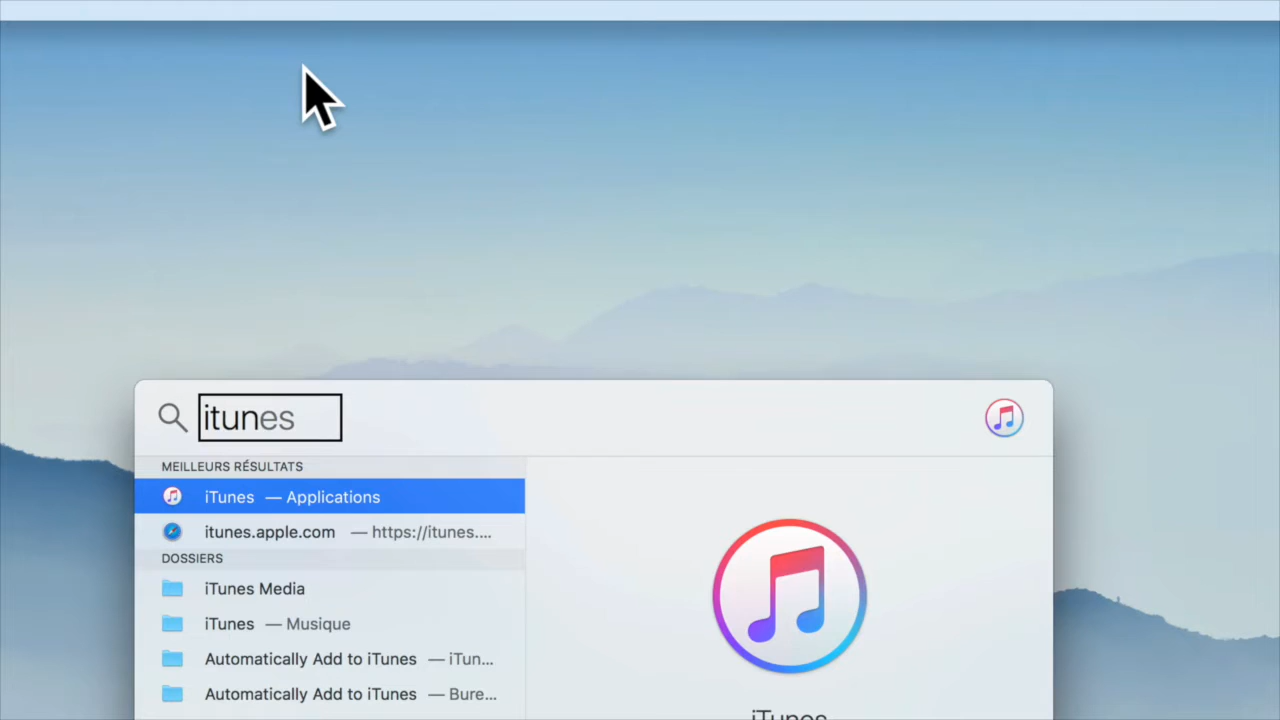 itunes
MEILLEURS RÉSULTATS
iTunes — Applications
itunes.apple.com — https://itunes....
DOSSIERS
iTunes Media
iTunes — Musique
Automatically Add to iTunes — iTun...
Automatically Add to iTunes — Bure...
iTunes